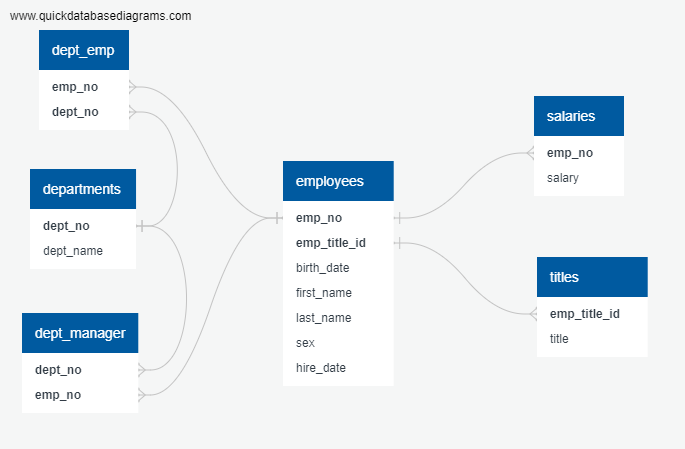 www.quickdatabasediagrams.com
dept_emp
emp_no
dept_no
departments
dept_no
dept_name
dept_manager
dept_no
emp_no
employees
emp_no
emp_title_id
birth_date
first_name
last_name
sex
hire_date
salaries
emp_no
salary
titles
emp_title_id
title